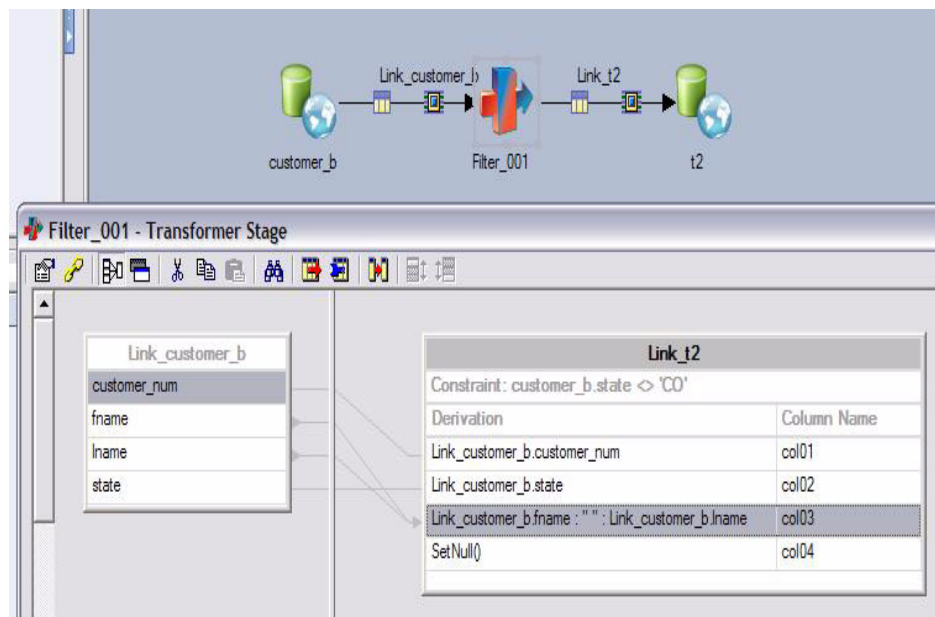 Link_customer_b
Link_t2
customer_b
Filter_001
t2
Filter_001 - Transformer Stage
Link_customer_b
customer_num
fname
lname
state
Link_t2
Constraint: customer_b.state <> 'CO'
Derivation Column Name
Link_customer_b.customer_num col01
Link_customer_b.state col02
Link_customer_b.fname : " " : Link_customer_b.lname col03
SetNull() col04